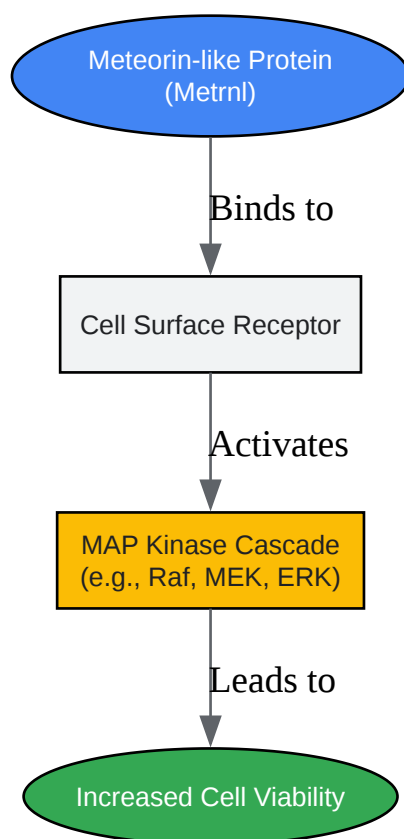 Meteorin-like Protein
(Metrnl)
Binds to
Cell Surface Receptor
Activates
MAP Kinase Cascade
(e.g., Raf, MEK, ERK)
Leads to
Increased Cell Viability